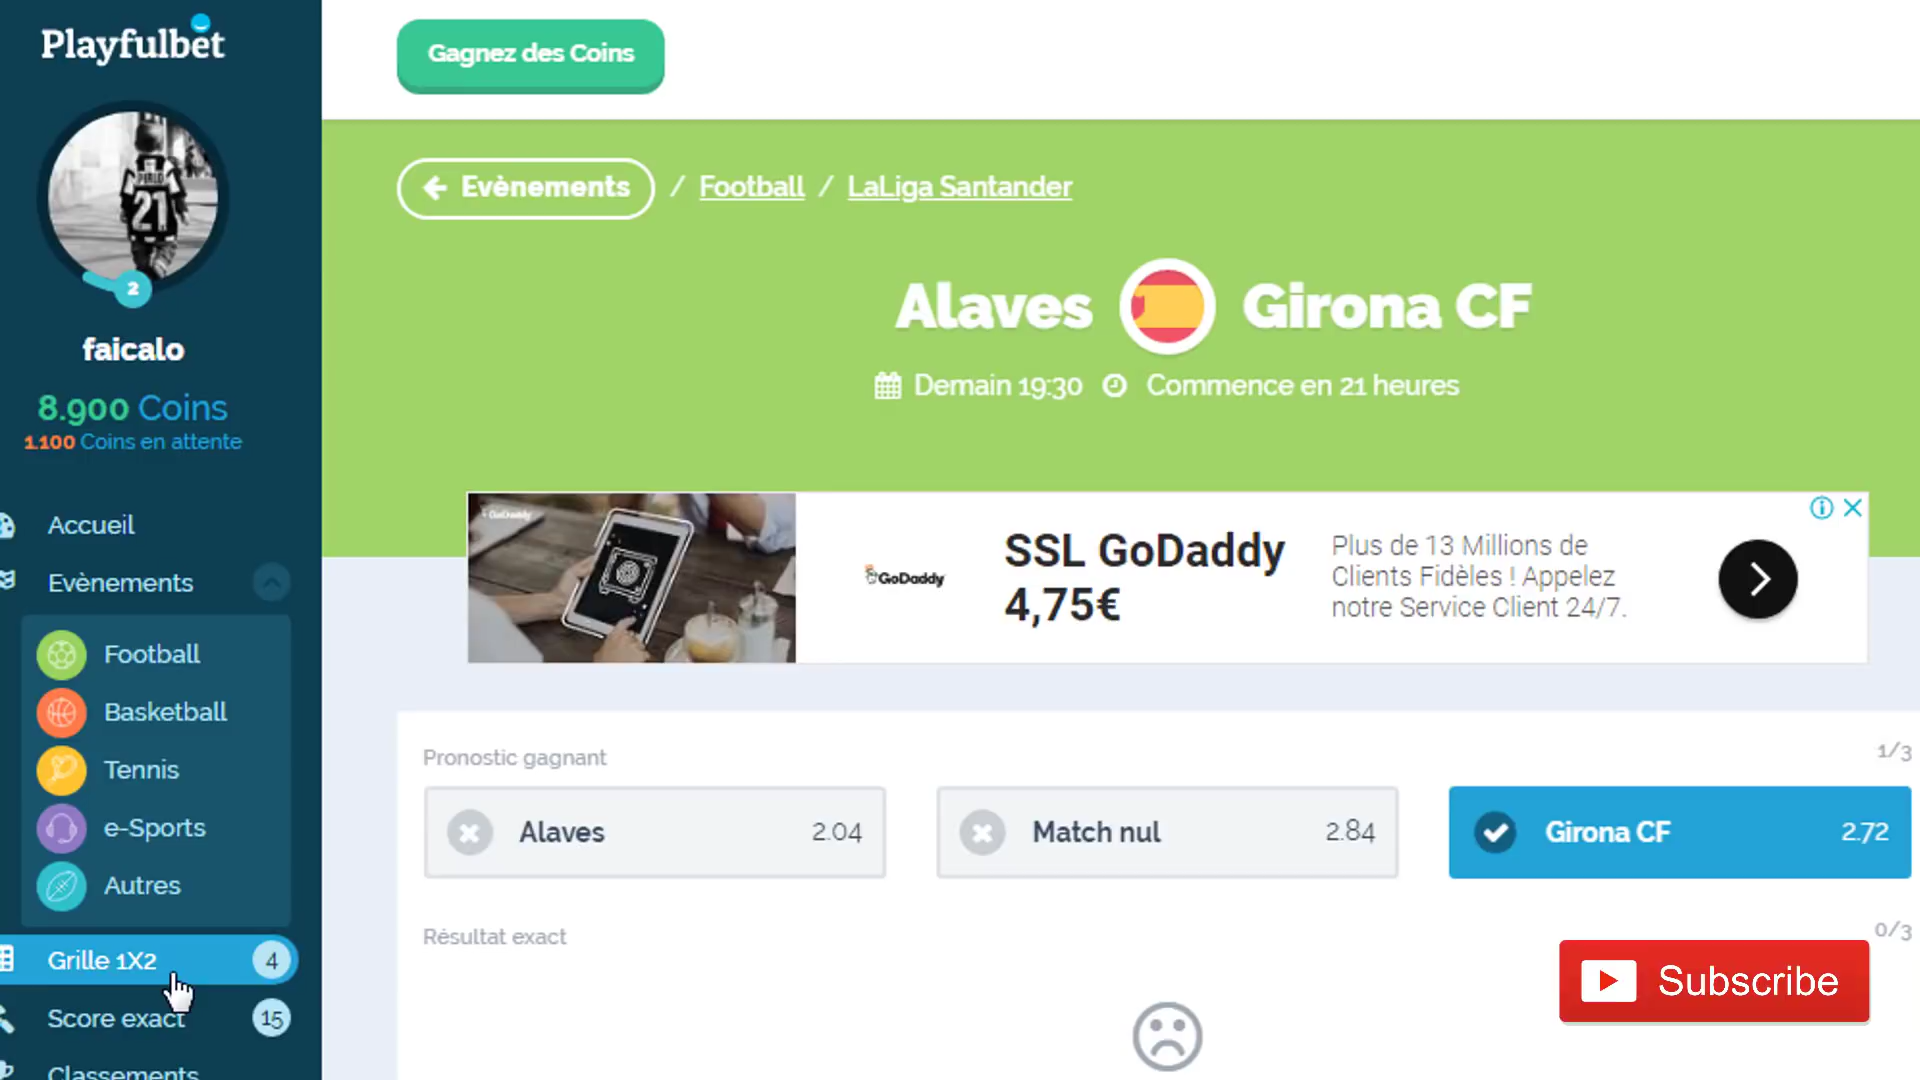 Playfulbet
Gagnez des Coins
PIRLO
21
2
faicalo
8.900 Coins
1.100 Coins en attente
Accueil
Evènements
Football
Basketball
Tennis
e-Sports
Autres
Grille 1X2 4
Score exact 15
Classements
Evènements / Football / LaLiga Santander
Alaves Girona CF
Demain 19:30 Commence en 21 heures
GoDaddy
GoDaddy
SSL GoDaddy
4,75€
Plus de 13 Millions de
Clients Fidèles ! Appelez
notre Service Client 24/7.
Pronostic gagnant 1/3
Alaves 2.04
Match nul 2.84
Girona CF 2.72
Résultat exact 0/3
Subscribe